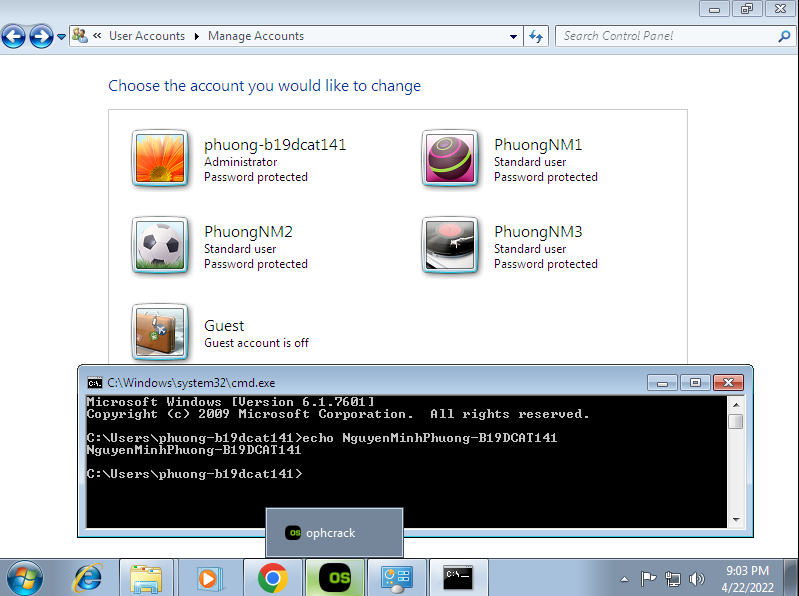 « User Accounts ▸ Manage Accounts
Search Control Panel
Choose the account you would like to change
phuong-b19dcat141
Administrator
Password protected
PhuongNM1
Standard user
Password protected
PhuongNM2
Standard user
Password protected
PhuongNM3
Standard user
Password protected
Guest
Guest account is off
C:\Windows\system32\cmd.exe
Microsoft Windows [Version 6.1.7601]
Copyright (c) 2009 Microsoft Corporation.  All rights reserved.
C:\Users\phuong-b19dcat141>echo NguyenMinhPhuong-B19DCAT141
NguyenMinhPhuong-B19DCAT141
C:\Users\phuong-b19dcat141>
OS ophcrack
OS
9:03 PM
4/22/2022